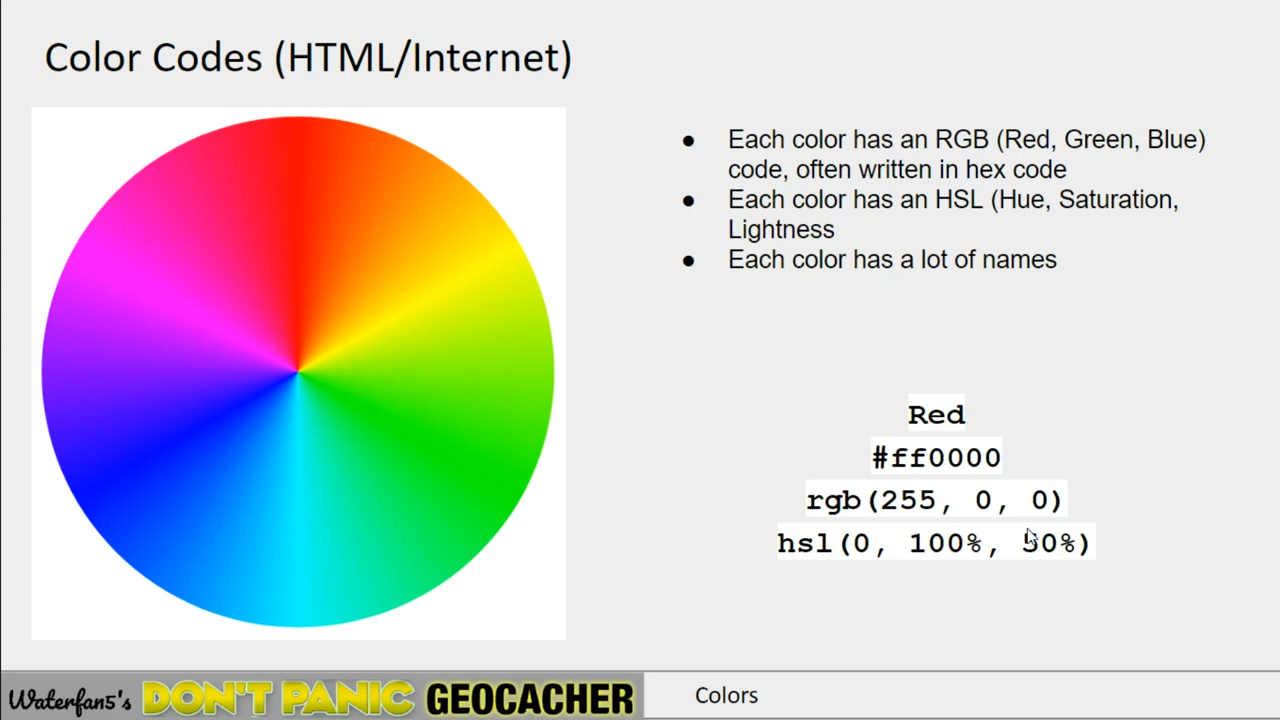 Color Codes (HTML/Internet)
● Each color has an RGB (Red, Green, Blue)
code, often written in hex code
● Each color has an HSL (Hue, Saturation,
Lightness
● Each color has a lot of names
Red
#ff0000
rgb(255, 0, 0)
hsl(0, 100%, 50%)
Waterfan5's DON'T PANIC GEOCACHER
Colors